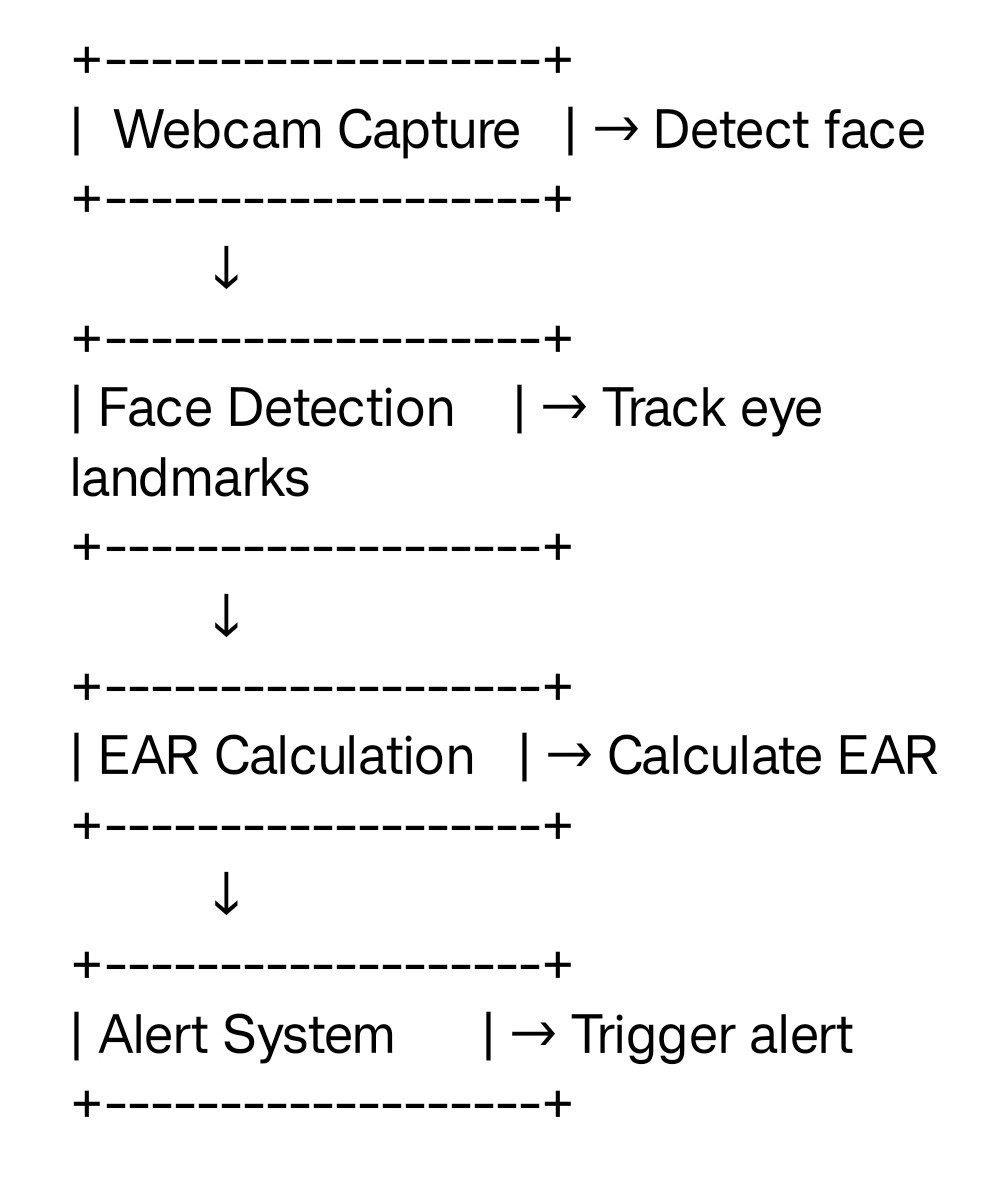 +-------------------+
|  Webcam Capture   | → Detect face
+-------------------+
         ↓
+-------------------+
| Face Detection    | → Track eye
landmarks
+-------------------+
         ↓
+-------------------+
| EAR Calculation   | → Calculate EAR
+-------------------+
         ↓
+-------------------+
| Alert System      | → Trigger alert
+-------------------+